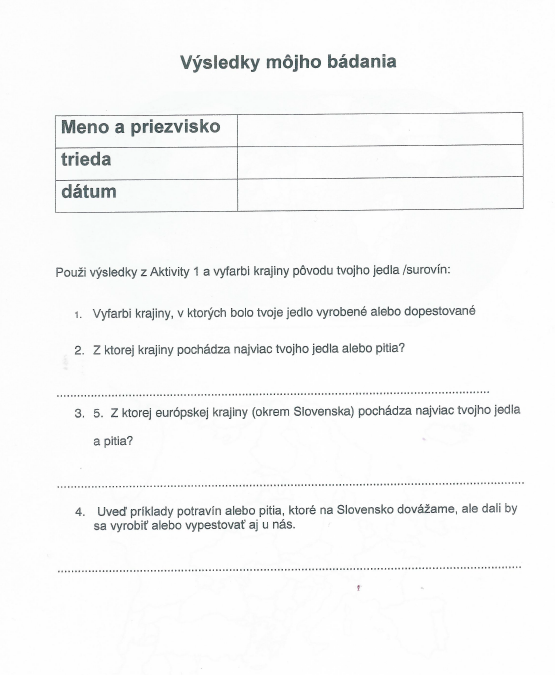 Výsledky môjho bádania
Meno a priezvisko
trieda
dátum
Použi výsledky z Aktivity 1 a vyfarbi krajiny pôvodu tvojho jedla /surovín:
1. Vyfarbi krajiny, v ktorých bolo tvoje jedlo vyrobené alebo dopestované
2. Z ktorej krajiny pochádza najviac tvojho jedla alebo pitia?
3. 5. Z ktorej európskej krajiny (okrem Slovenska) pochádza najviac tvojho jedla
a pitia?
4. Uveď príklady potravín alebo pitia, ktoré na Slovensko dovážame, ale dali by
sa vyrobiť alebo vypestovať aj u nás.